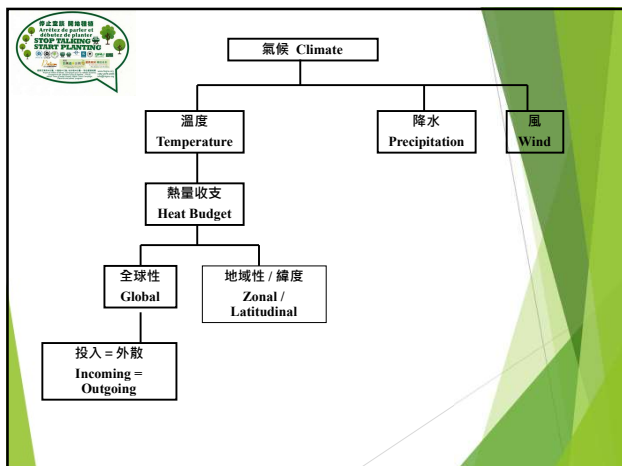 停止空談 開始種植
Arrêtez de parler et
débutez de planter
STOP TALKING
START PLANTING
氣候 Climate
溫度
Temperature
降水
Precipitation
風
Wind
熱量收支
Heat Budget
全球性
Global
地域性 / 緯度
Zonal /
Latitudinal
投入 = 外散
Incoming =
Outgoing